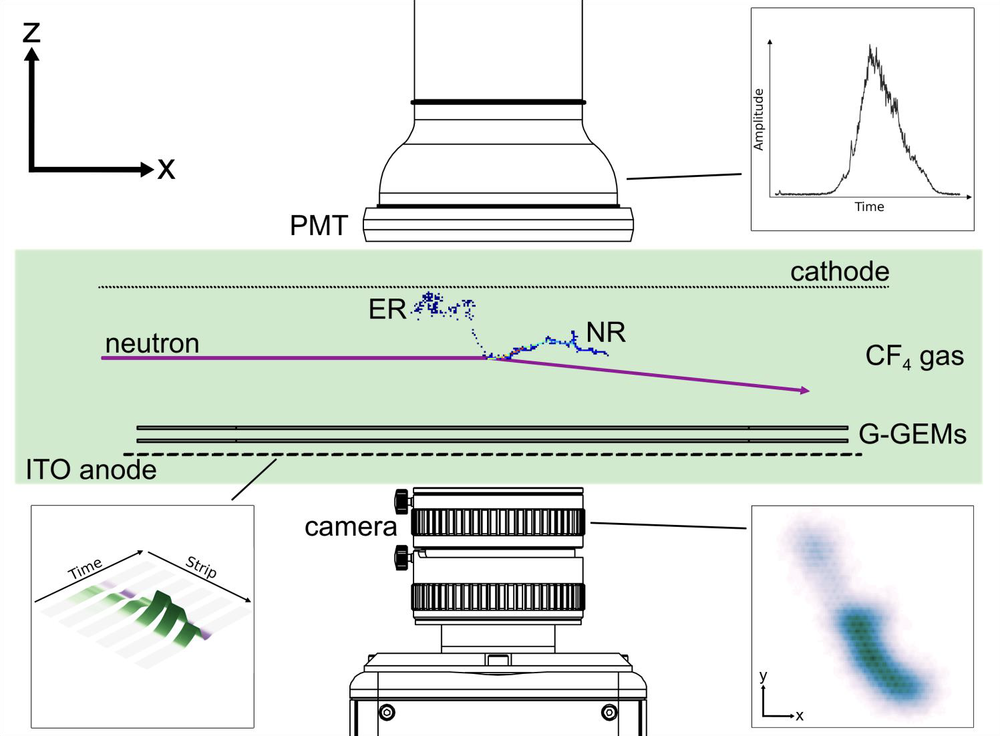 z
x
Amplitude
Time
PMT
cathode
ER
NR
neutron
CF₄ gas
G-GEMs
ITO anode
camera
Time
Strip
y
x